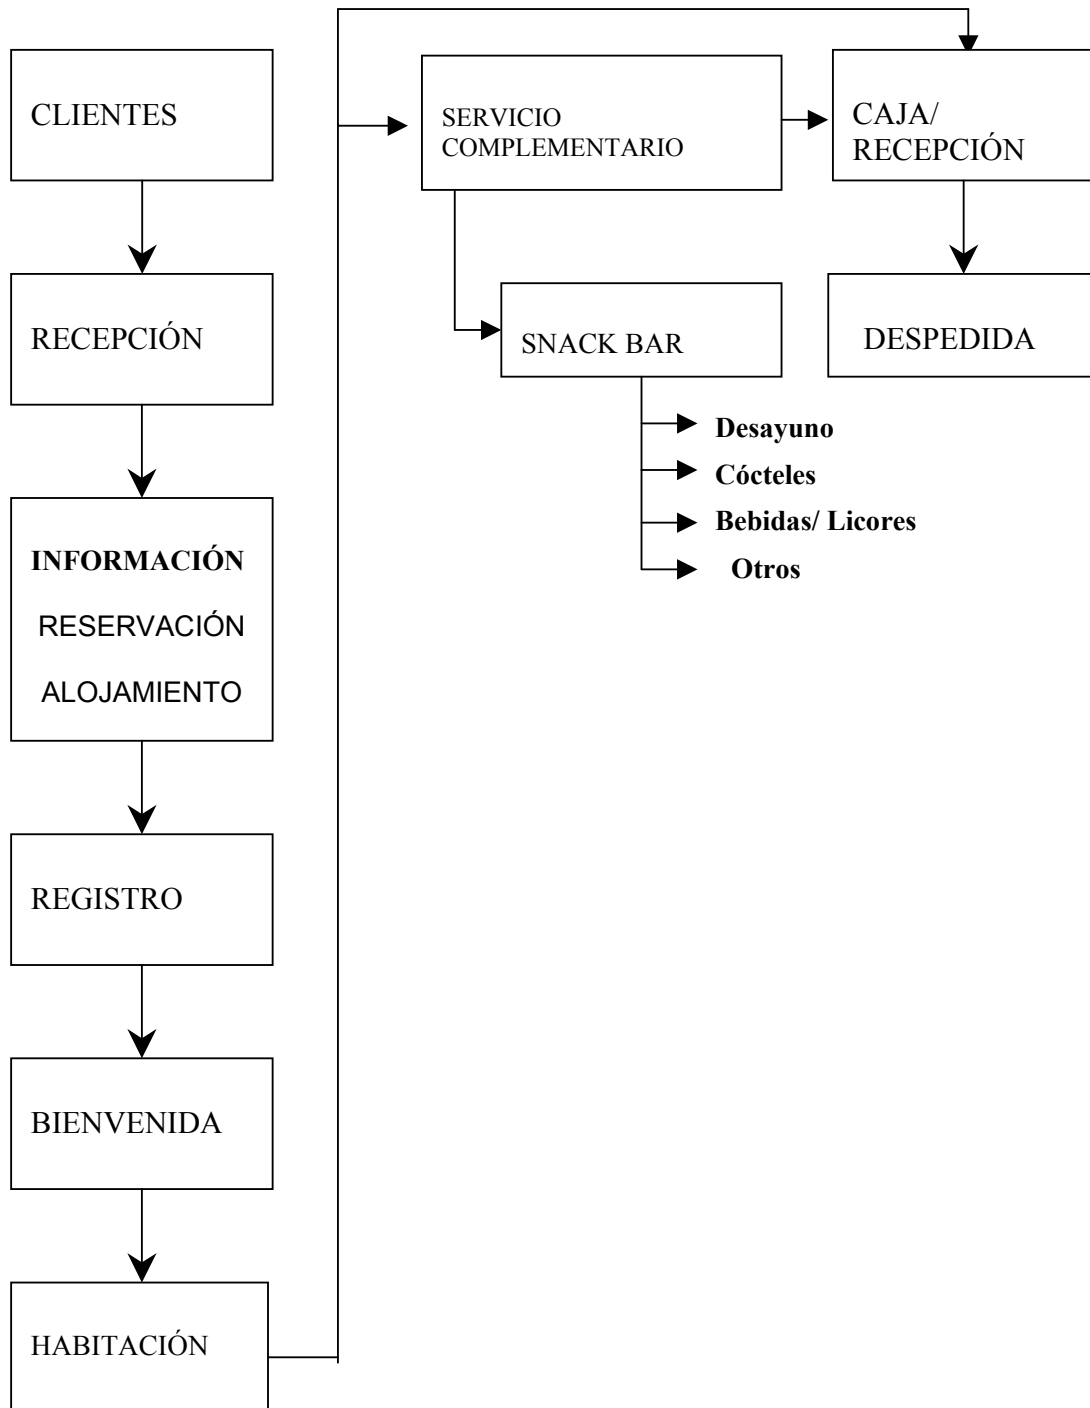 CLIENTES
RECEPCIÓN
INFORMACIÓN
RESERVACIÓN
ALOJAMIENTO
REGISTRO
BIENVENIDA
HABITACIÓN
SERVICIO
COMPLEMENTARIO
SNACK BAR
Desayuno
Cócteles
Bebidas/ Licores
Otros
CAJA/
RECEPCIÓN
DESPEDIDA